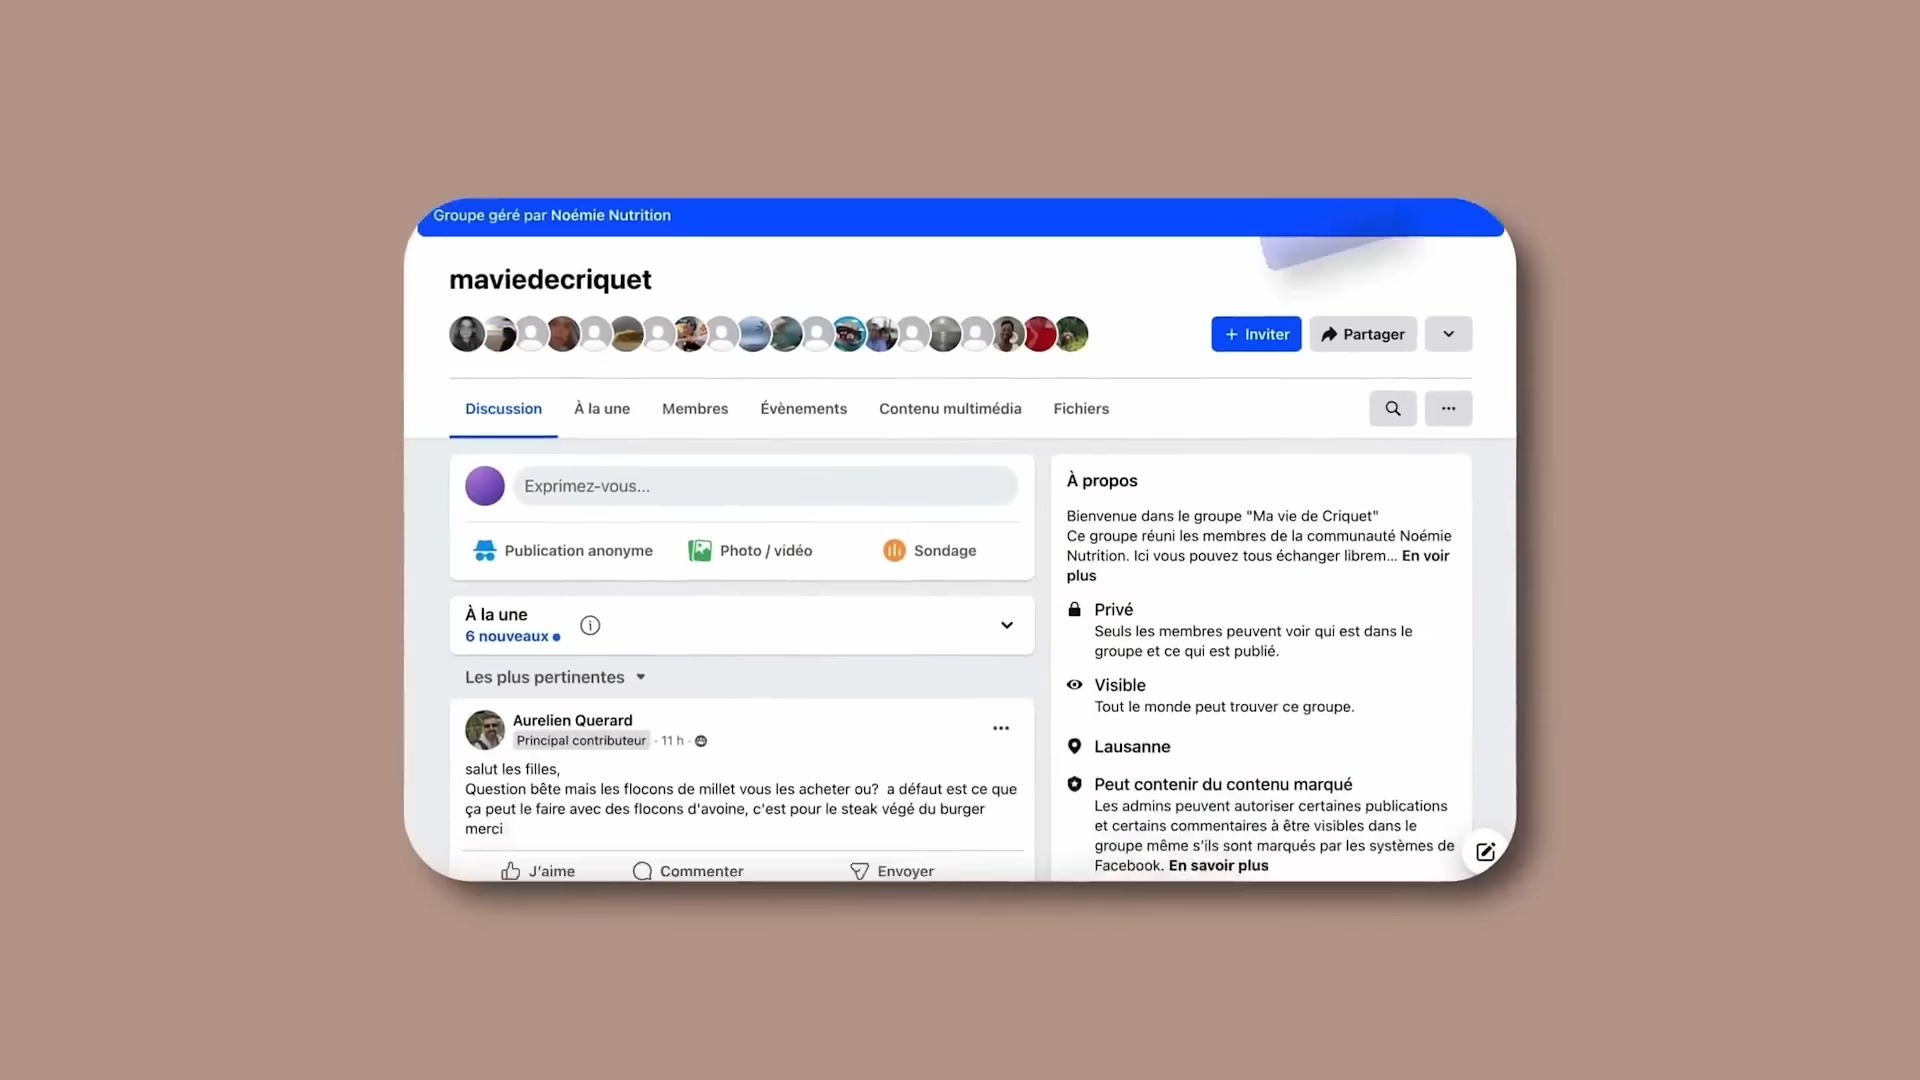 Groupe géré par Noémie Nutrition
maviedecriquet
+ Inviter
Partager
Discussion
À la une
Membres
Évènements
Contenu multimédia
Fichiers
Exprimez-vous...
Publication anonyme
Photo / vidéo
Sondage
À la une
6 nouveaux
Les plus pertinentes
Aurelien Querard
Principal contributeur · 11 h ·
salut les filles,
Question bête mais les flocons de millet vous les acheter ou?  a défaut est ce que
ça peut le faire avec des flocons d'avoine, c'est pour le steak végé du burger
merci
J'aime
Commenter
Envoyer
À propos
Bienvenue dans le groupe "Ma vie de Criquet"
Ce groupe réuni les membres de la communauté Noémie
Nutrition. Ici vous pouvez tous échanger librem... En voir
plus
Privé
Seuls les membres peuvent voir qui est dans le
groupe et ce qui est publié.
Visible
Tout le monde peut trouver ce groupe.
Lausanne
Peut contenir du contenu marqué
Les admins peuvent autoriser certaines publications
et certains commentaires à être visibles dans le
groupe même s'ils sont marqués par les systèmes de
Facebook. En savoir plus